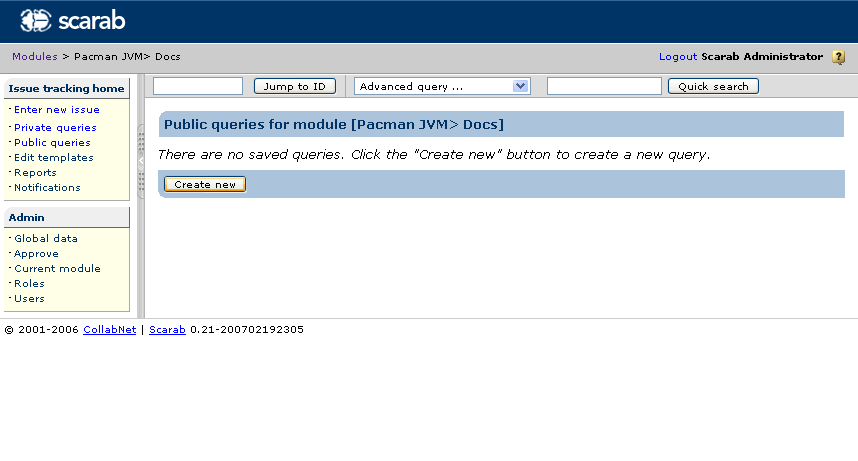 scarab
Modules > Pacman JVM> Docs
Logout Scarab Administrator ?
Issue tracking home
Jump to ID
Advanced query ...
Quick search
· Enter new issue
· Private queries
· Public queries
· Edit templates
· Reports
· Notifications
Public queries for module [Pacman JVM> Docs]
There are no saved queries. Click the "Create new" button to create a new query.
Create new
Admin
· Global data
· Approve
· Current module
· Roles
· Users
© 2001-2006 CollabNet | Scarab 0.21-200702192305